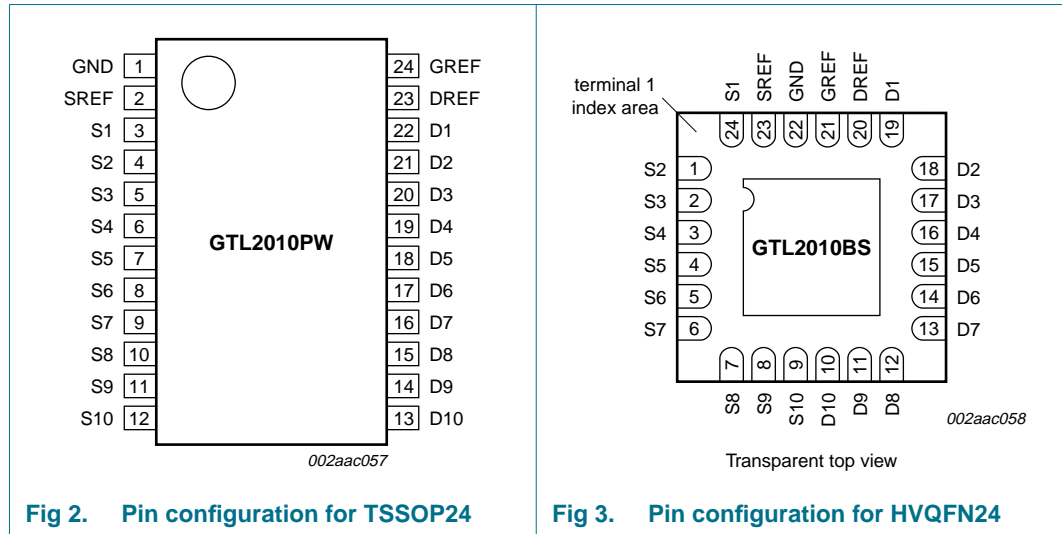 GND 1
SREF 2
S1 3
S2 4
S3 5
S4 6
S5 7
S6 8
S7 9
S8 10
S9 11
S10 12
GTL2010PW
24 GREF
23 DREF
22 D1
21 D2
20 D3
19 D4
18 D5
17 D6
16 D7
15 D8
14 D9
13 D10
002aac057
Fig 2. Pin configuration for TSSOP24
terminal 1
index area
S1 SREF GND GREF DREF D1
24 23 22 21 20 19
S2 1
S3 2
S4 3
S5 4
S6 5
S7 6
GTL2010BS
18 D2
17 D3
16 D4
15 D5
14 D6
13 D7
7 8 9 10 11 12
S8 S9 S10 D10 D9 D8
002aac058
Transparent top view
Fig 3. Pin configuration for HVQFN24